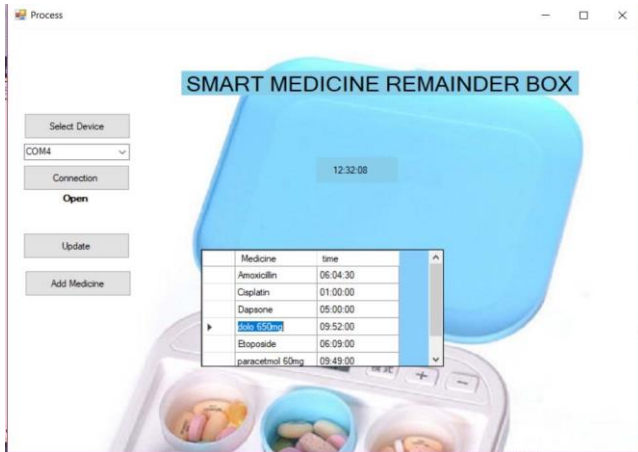 Process
SMART MEDICINE REMAINDER BOX
Select Device
COM4
Connection
Open
12:32:08
Update
Add Medicine
Medicine time
Amoxicillin 06:04:30
Cisplatin 01:00:00
Dapsone 05:00:00
dolo 650mg 09:52:00
Etoposide 06:09:00
paracetmol 60mg 09:49:00